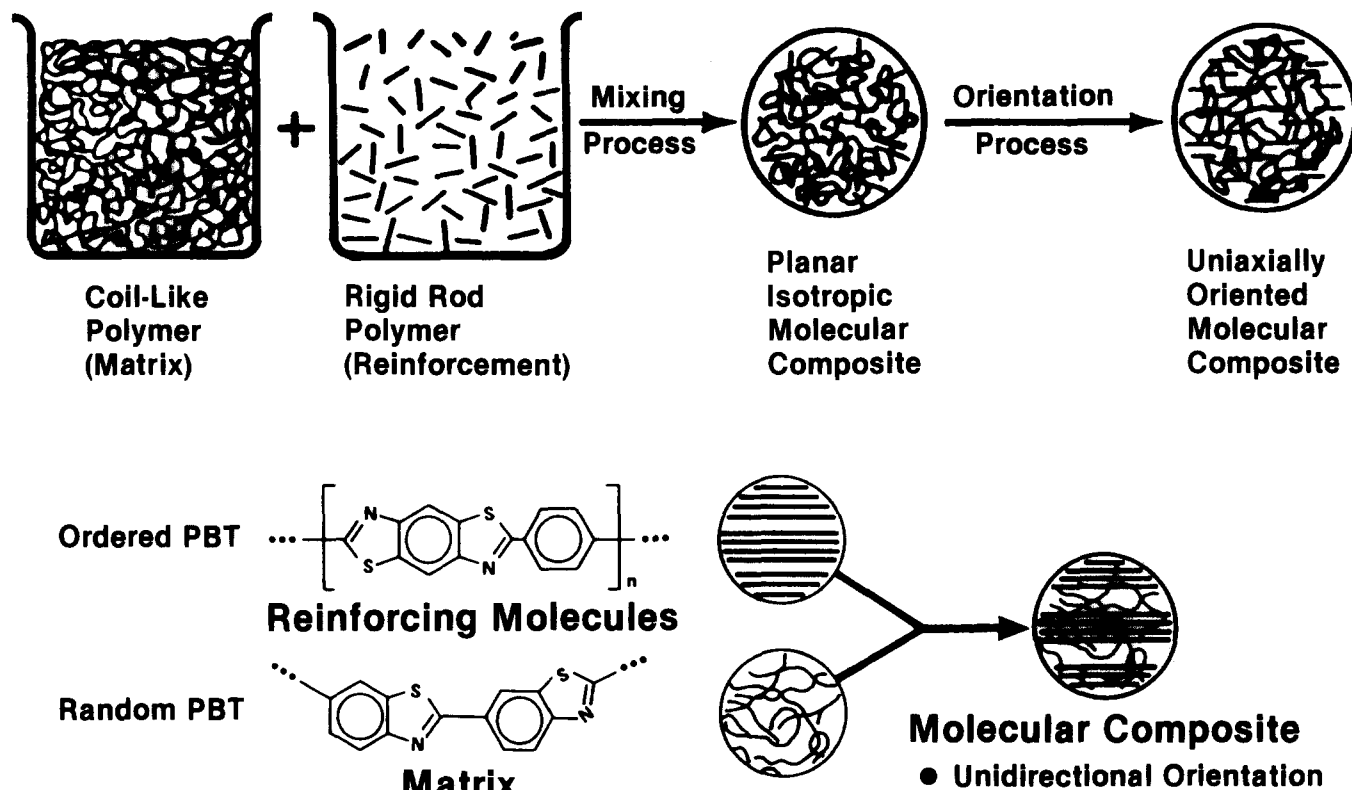 +
Mixing
Process
Orientation
Process
Coil-Like
Polymer
(Matrix)
Rigid Rod
Polymer
(Reinforcement)
Planar
Isotropic
Molecular
Composite
Uniaxially
Oriented
Molecular
Composite
Ordered PBT
N
S
S
N
n
Reinforcing Molecules
Random PBT
S
N
S
N
Matrix
Molecular Composite
● Unidirectional Orientation